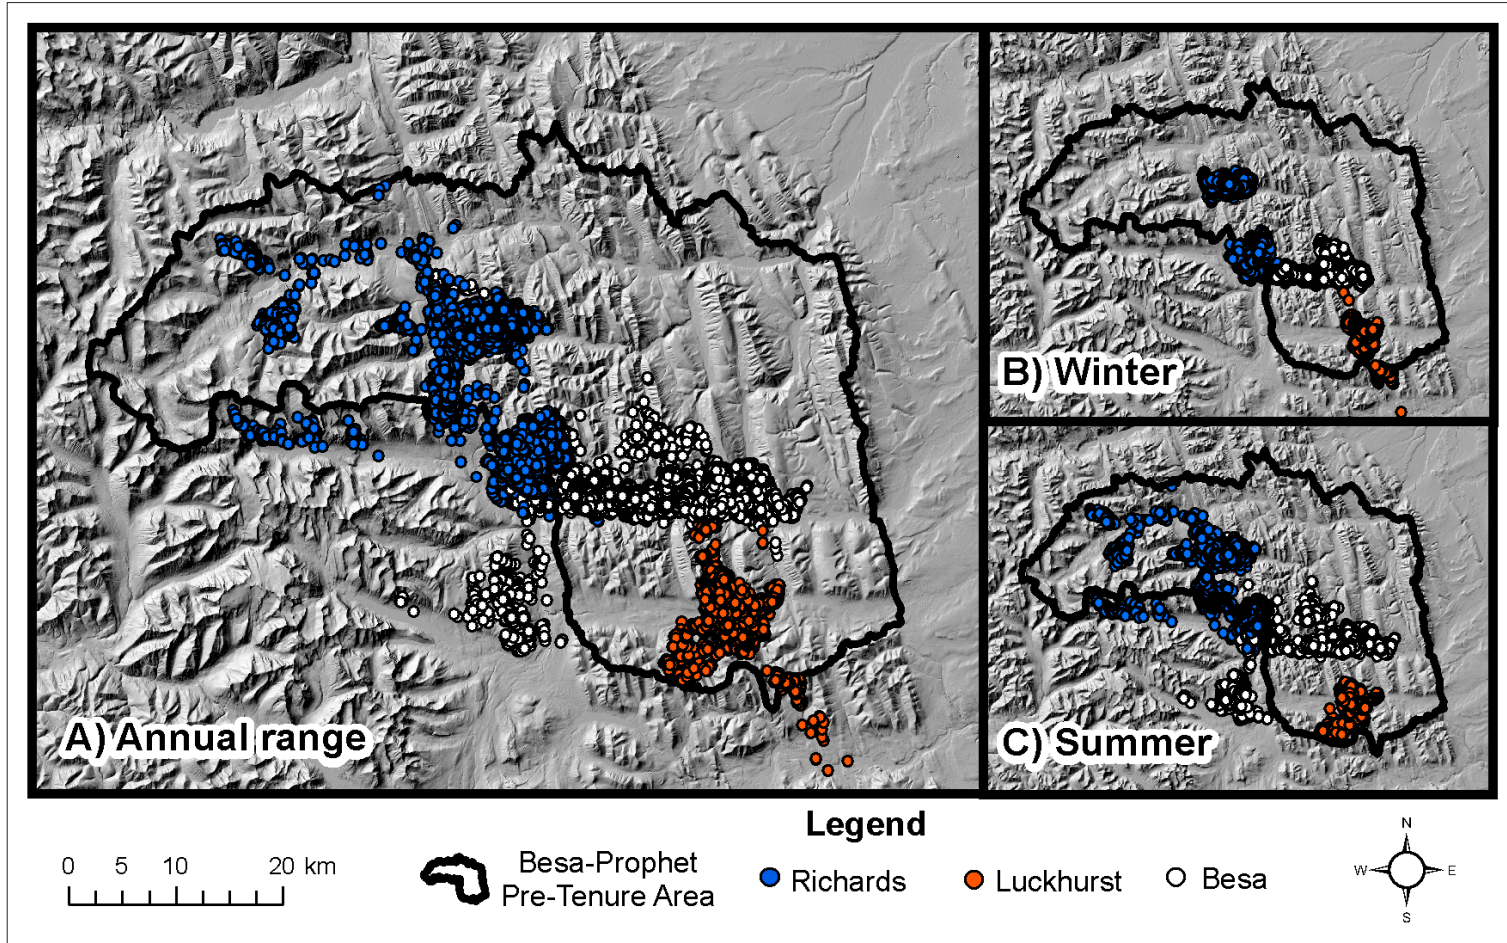 A) Annual range
B) Winter
C) Summer
Legend
0 5 10 20 km
Besa-Prophet
Pre-Tenure Area
Richards
Luckhurst
Besa
N
W E
S